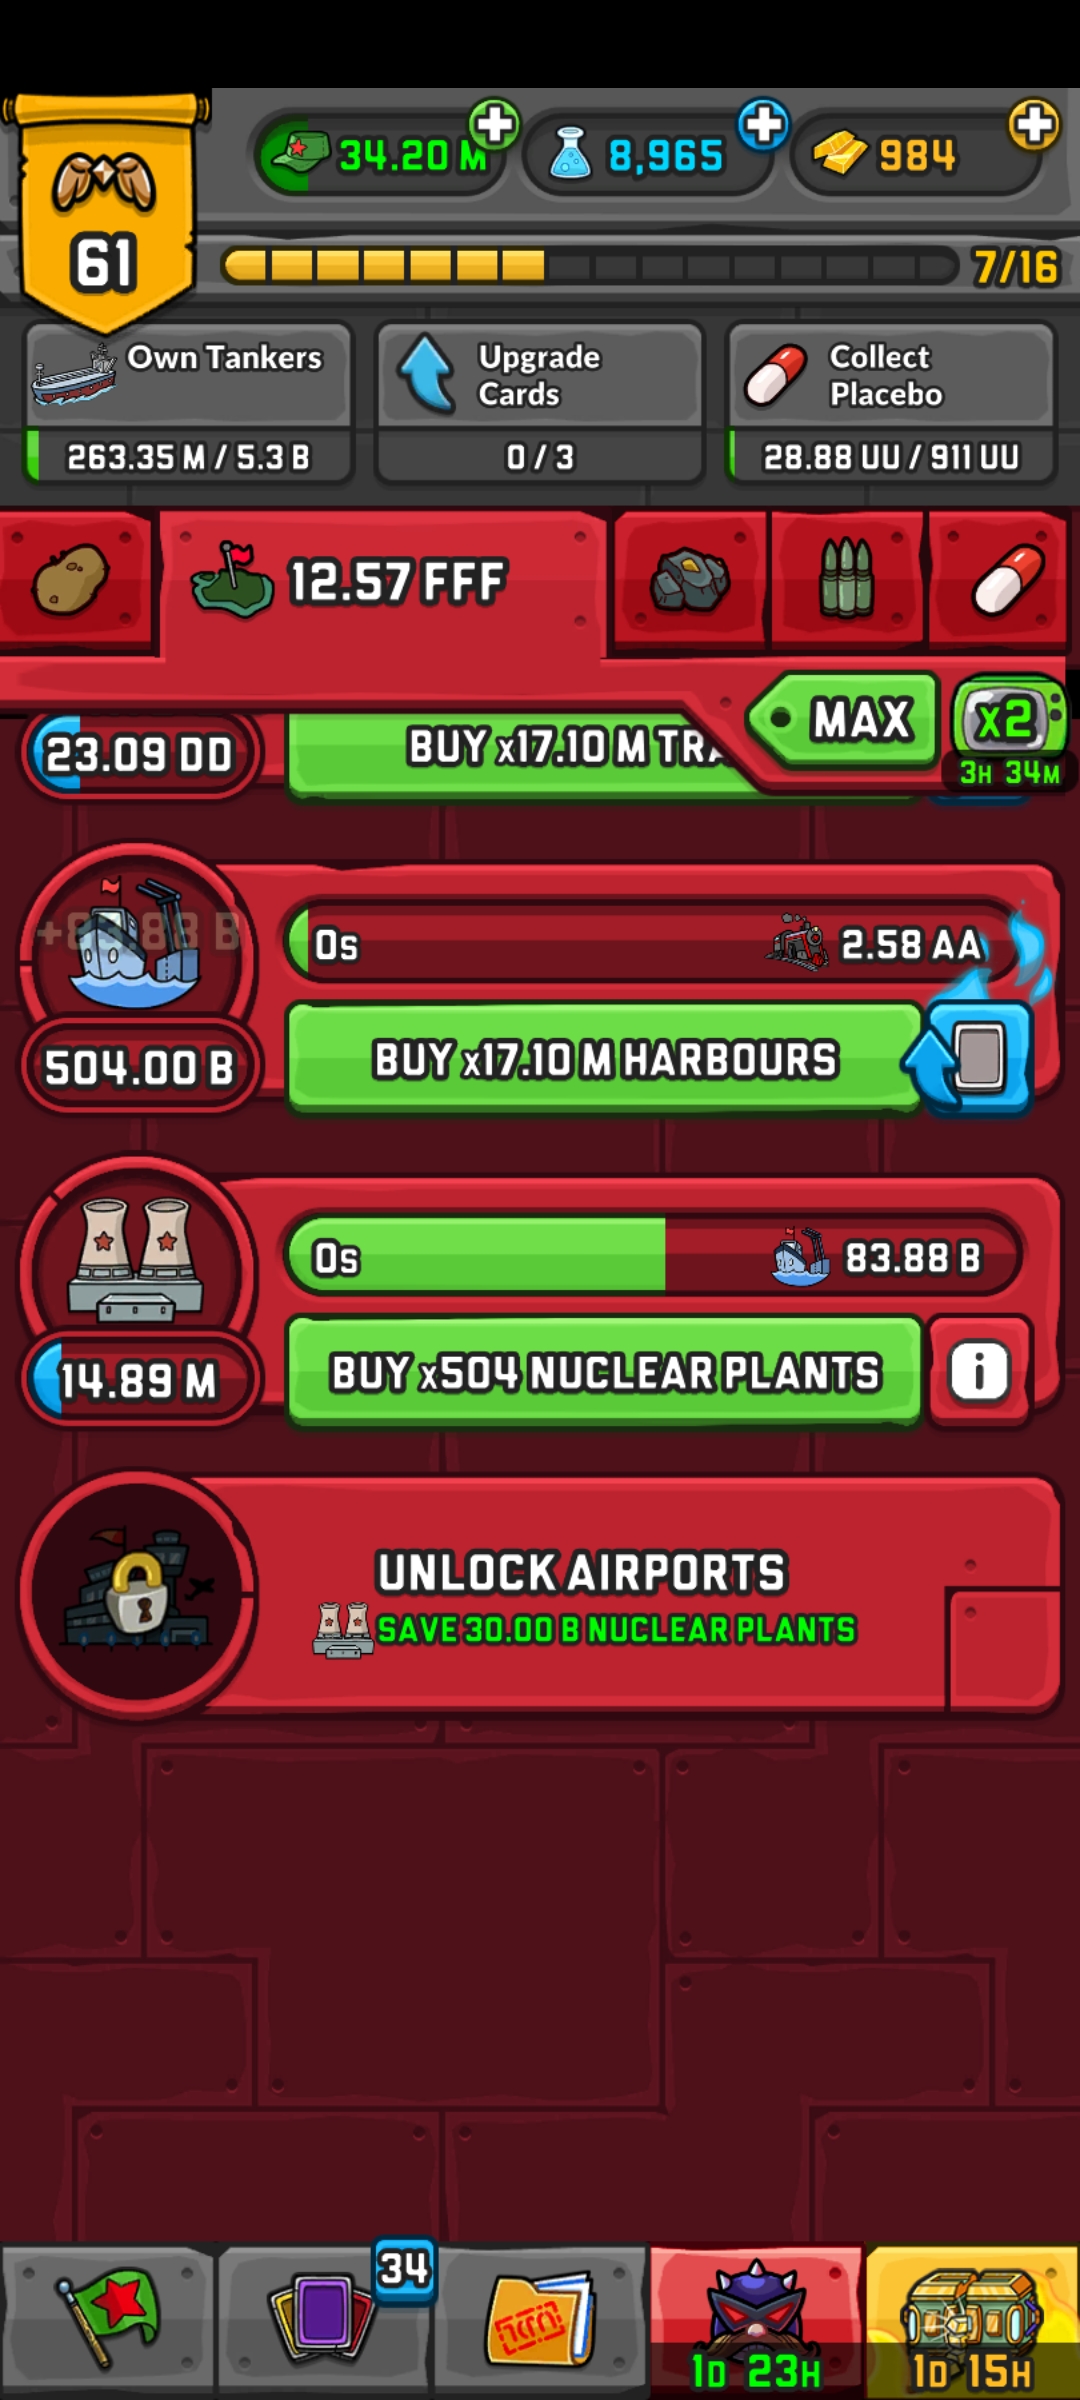 34.20 M
8,965
984
61
7/16
Own Tankers
263.35 M / 5.3 B
Upgrade
Cards
0 / 3
Collect
Placebo
28.88 UU / 911 UU
12.57 FFF
MAX
x2
3H 34M
23.09 DD
BUY x17.10 M
+83.88 B
0s
2.58 AA
504.00 B
BUY x17.10 M HARBOURS
0s
83.88 B
14.89 M
BUY x504 NUCLEAR PLANTS
i
UNLOCK AIRPORTS
SAVE 30.00 B NUCLEAR PLANTS
34
1D 23H
1D 15H